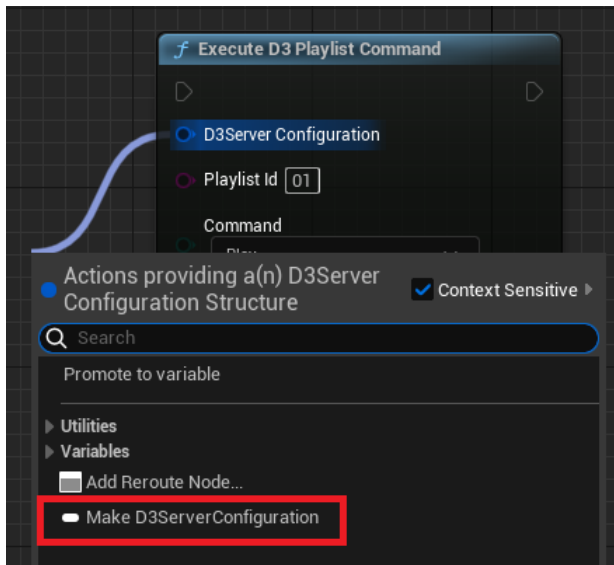 f Execute D3 Playlist Command
D3Server Configuration
Playlist Id 01
Command
Play
Actions providing a(n) D3Server
Configuration Structure
Context Sensitive
Search
Promote to variable
Utilities
Variables
Add Reroute Node...
Make D3ServerConfiguration